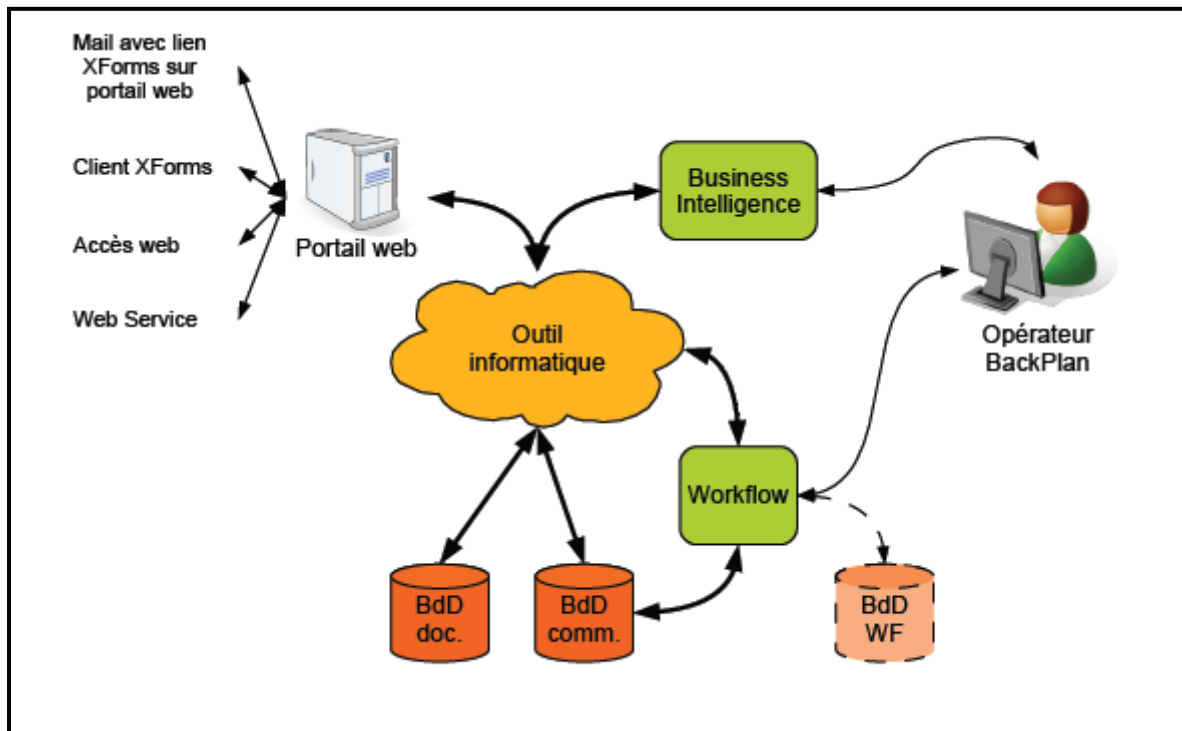 Mail avec lien
XForms sur
portail web
Client XForms
Accès web
Web Service
Portail web
Business
Intelligence
Opérateur
BackPlan
Outil
informatique
Workflow
BdD
doc.
BdD
comm.
BdD
WF